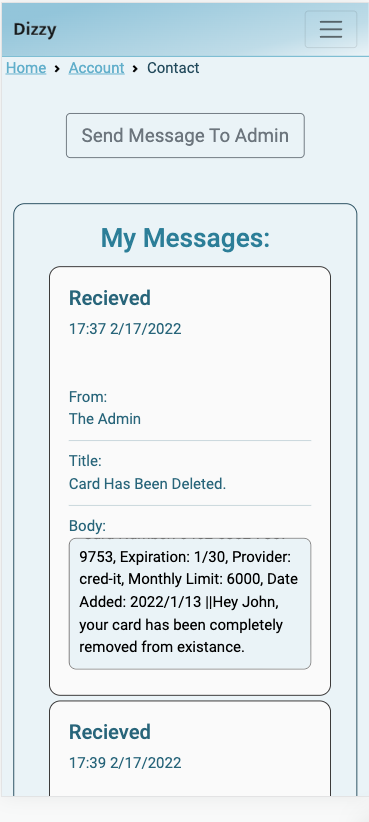 Dizzy
Home > Account > Contact
Send Message To Admin
My Messages:
Recieved
17:37 2/17/2022
From:
The Admin
Title:
Card Has Been Deleted.
Body:
9753, Expiration: 1/30, Provider:
cred-it, Monthly Limit: 6000, Date
Added: 2022/1/13 ||Hey John,
your card has been completely
removed from existance.
Recieved
17:39 2/17/2022